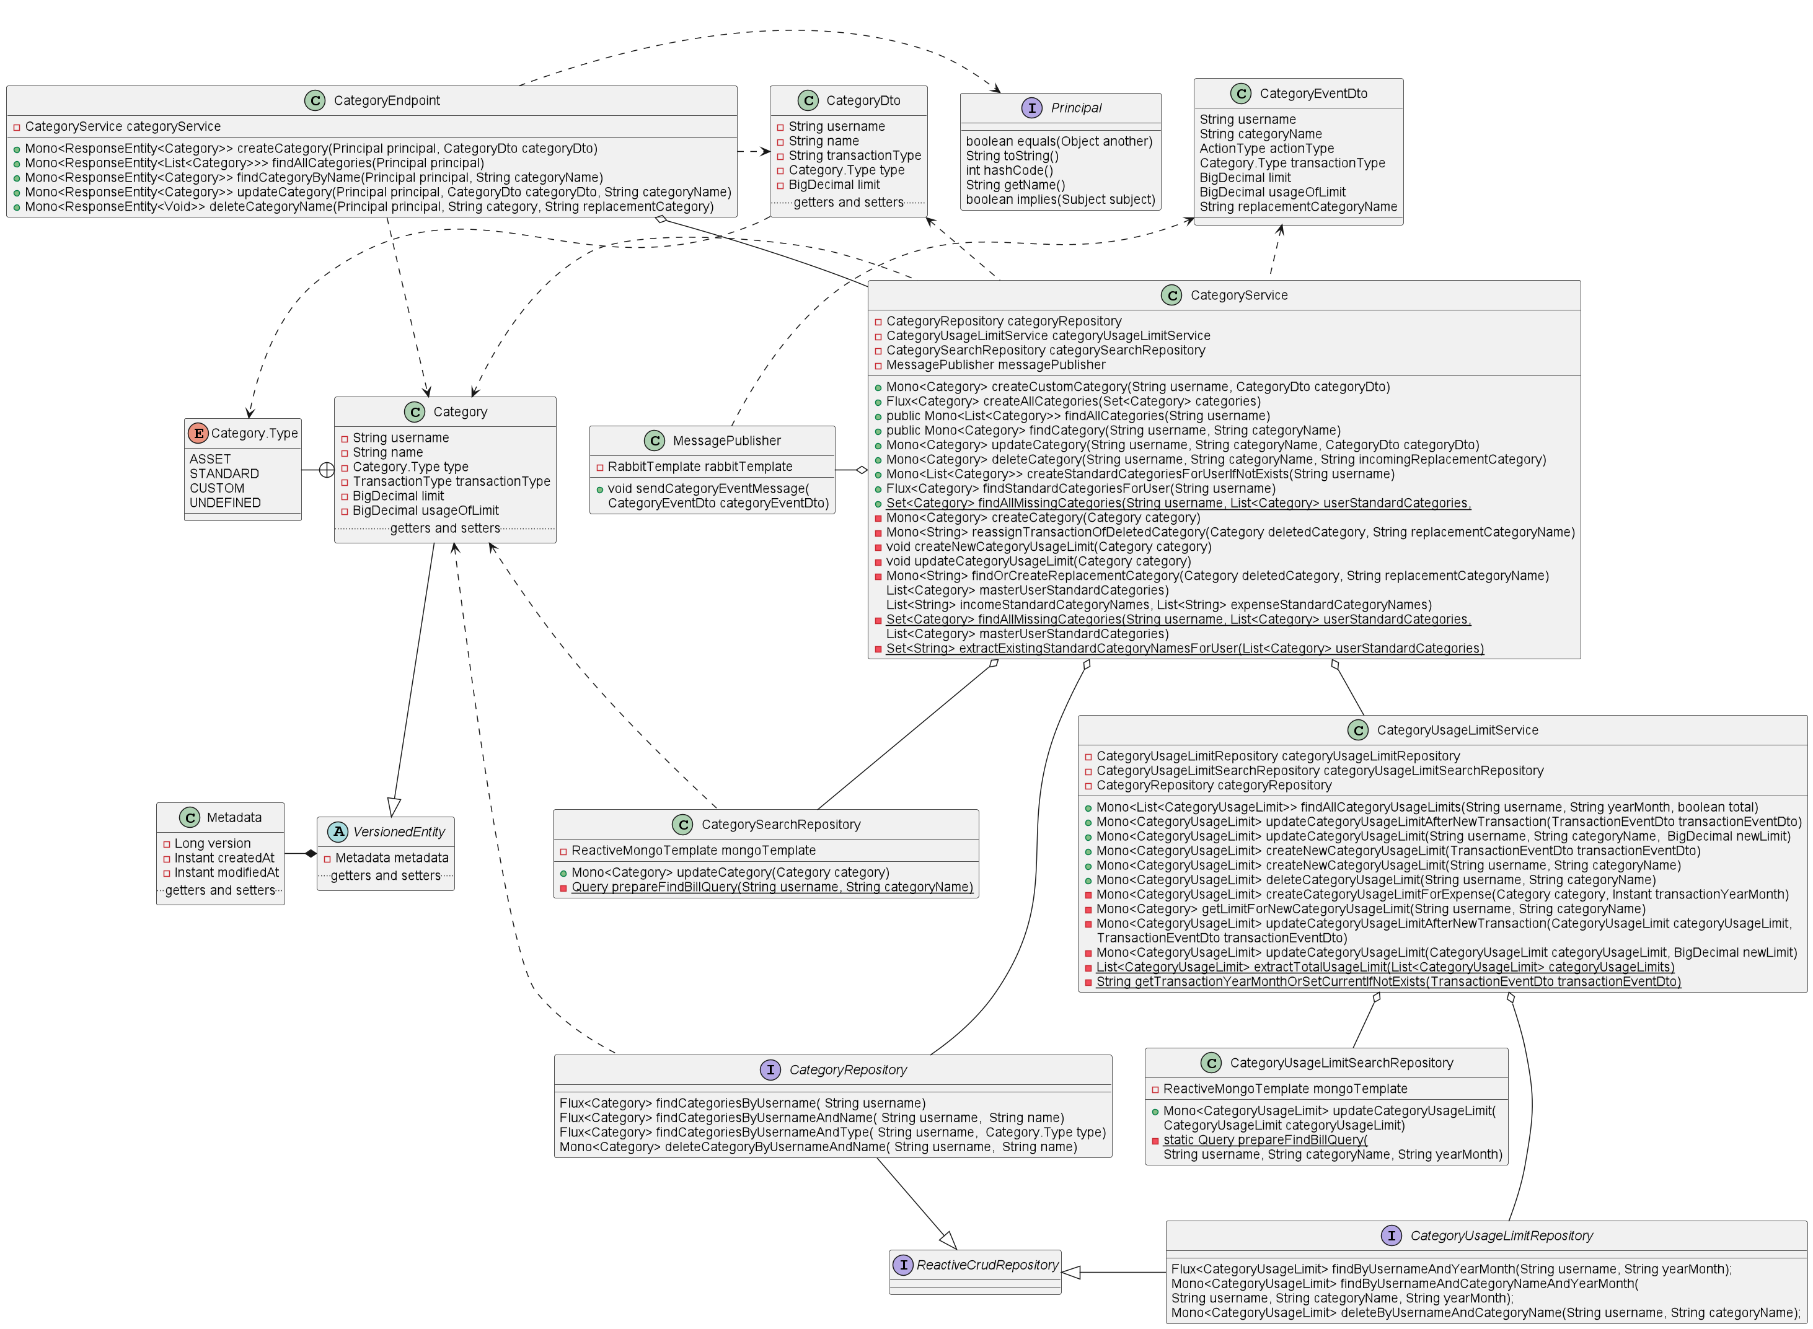 C CategoryEndpoint
CategoryService categoryService
Mono<ResponseEntity<Category>> createCategory(Principal principal, CategoryDto categoryDto)
Mono<ResponseEntity<List<Category>>> findAllCategories(Principal principal)
Mono<ResponseEntity<Category>> findCategoryByName(Principal principal, String categoryName)
Mono<ResponseEntity<Category>> updateCategory(Principal principal, CategoryDto categoryDto, String categoryName)
Mono<ResponseEntity<Void>> deleteCategoryName(Principal principal, String category, String replacementCategory)
C CategoryDto
String username
String name
String transactionType
Category.Type type
BigDecimal limit
getters and setters
I Principal
boolean equals(Object another)
String toString()
int hashCode()
String getName()
boolean implies(Subject subject)
C CategoryEventDto
String username
String categoryName
ActionType actionType
Category.Type transactionType
BigDecimal limit
BigDecimal usageOfLimit
String replacementCategoryName
C CategoryService
CategoryRepository categoryRepository
CategoryUsageLimitService categoryUsageLimitService
CategorySearchRepository categorySearchRepository
MessagePublisher messagePublisher
Mono<Category> createCustomCategory(String username, CategoryDto categoryDto)
Flux<Category> createAllCategories(Set<Category> categories)
public Mono<List<Category>> findAllCategories(String username)
public Mono<Category> findCategory(String username, String categoryName)
Mono<Category> updateCategory(String username, String categoryName, CategoryDto categoryDto)
Mono<Category> deleteCategory(String username, String categoryName, String incomingReplacementCategory)
Mono<List<Category>> createStandardCategoriesForUserIfNotExists(String username)
Flux<Category> findStandardCategoriesForUser(String username)
Set<Category> findAllMissingCategories(String username, List<Category> userStandardCategories,
Mono<Category> createCategory(Category category)
Mono<String> reassignTransactionOfDeletedCategory(Category deletedCategory, String replacementCategoryName)
void createNewCategoryUsageLimit(Category category)
void updateCategoryUsageLimit(Category category)
Mono<String> findOrCreateReplacementCategory(Category deletedCategory, String replacementCategoryName)
List<Category> masterUserStandardCategories)
List<String> incomeStandardCategoryNames, List<String> expenseStandardCategoryNames)
Set<Category> findAllMissingCategories(String username, List<Category> userStandardCategories,
List<Category> masterUserStandardCategories)
Set<String> extractExistingStandardCategoryNamesForUser(List<Category> userStandardCategories)
E Category.Type
ASSET
STANDARD
CUSTOM
UNDEFINED
C Category
String username
String name
Category.Type type
TransactionType transactionType
BigDecimal limit
BigDecimal usageOfLimit
getters and setters
C MessagePublisher
RabbitTemplate rabbitTemplate
void sendCategoryEventMessage(
CategoryEventDto categoryEventDto)
C CategoryUsageLimitService
CategoryUsageLimitRepository categoryUsageLimitRepository
CategoryUsageLimitSearchRepository categoryUsageLimitSearchRepository
CategoryRepository categoryRepository
Mono<List<CategoryUsageLimit>> findAllCategoryUsageLimits(String username, String yearMonth, boolean total)
Mono<CategoryUsageLimit> updateCategoryUsageLimitAfterNewTransaction(TransactionEventDto transactionEventDto)
Mono<CategoryUsageLimit> updateCategoryUsageLimit(String username, String categoryName, BigDecimal newLimit)
Mono<CategoryUsageLimit> createNewCategoryUsageLimit(TransactionEventDto transactionEventDto)
Mono<CategoryUsageLimit> createNewCategoryUsageLimit(String username, String categoryName)
Mono<CategoryUsageLimit> deleteCategoryUsageLimit(String username, String categoryName)
Mono<CategoryUsageLimit> createCategoryUsageLimitForExpense(Category category, Instant transactionYearMonth)
Mono<Category> getLimitForNewCategoryUsageLimit(String username, String categoryName)
Mono<CategoryUsageLimit> updateCategoryUsageLimitAfterNewTransaction(CategoryUsageLimit categoryUsageLimit,
TransactionEventDto transactionEventDto)
Mono<CategoryUsageLimit> updateCategoryUsageLimit(CategoryUsageLimit categoryUsageLimit, BigDecimal newLimit)
List<CategoryUsageLimit> extractTotalUsageLimit(List<CategoryUsageLimit> categoryUsageLimits)
String getTransactionYearMonthOrSetCurrentIfNotExists(TransactionEventDto transactionEventDto)
C Metadata
Long version
Instant createdAt
Instant modifiedAt
getters and setters
A VersionedEntity
Metadata metadata
getters and setters
C CategorySearchRepository
ReactiveMongoTemplate mongoTemplate
Mono<Category> updateCategory(Category category)
Query prepareFindBillQuery(String username, String categoryName)
I CategoryRepository
Flux<Category> findCategoriesByUsername( String username)
Flux<Category> findCategoriesByUsernameAndName( String username, String name)
Flux<Category> findCategoriesByUsernameAndType( String username, Category.Type type)
Mono<Category> deleteCategoryByUsernameAndName( String username, String name)
C CategoryUsageLimitSearchRepository
ReactiveMongoTemplate mongoTemplate
Mono<CategoryUsageLimit> updateCategoryUsageLimit(
CategoryUsageLimit categoryUsageLimit)
static Query prepareFindBillQuery(
String username, String categoryName, String yearMonth)
I ReactiveCrudRepository
I CategoryUsageLimitRepository
Flux<CategoryUsageLimit> findByUsernameAndYearMonth(String username, String yearMonth);
Mono<CategoryUsageLimit> findByUsernameAndCategoryNameAndYearMonth(
String username, String categoryName, String yearMonth);
Mono<CategoryUsageLimit> deleteByUsernameAndCategoryName(String username, String categoryName);